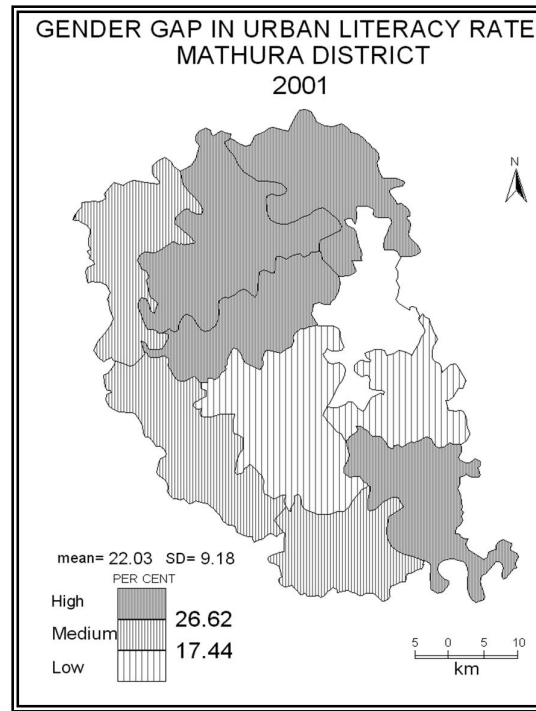 GENDER GAP IN URBAN LITERACY RATE
MATHURA DISTRICT
2001
N
mean= 22.03 SD= 9.18
PER CENT
High
26.62
Medium
17.44
Low
5 0 5 10
km